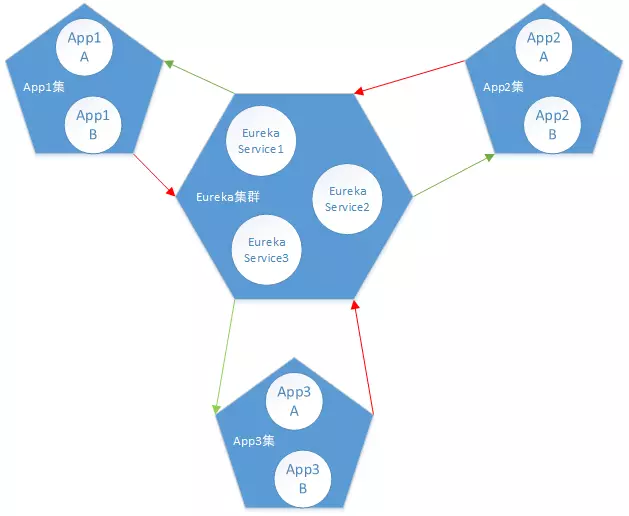 App1
A
App1集
App1
B
App2
A
App2集
App2
B
Eureka
Service1
Eureka集群
Eureka
Service2
Eureka
Service3
App3
A
App3集
App3
B